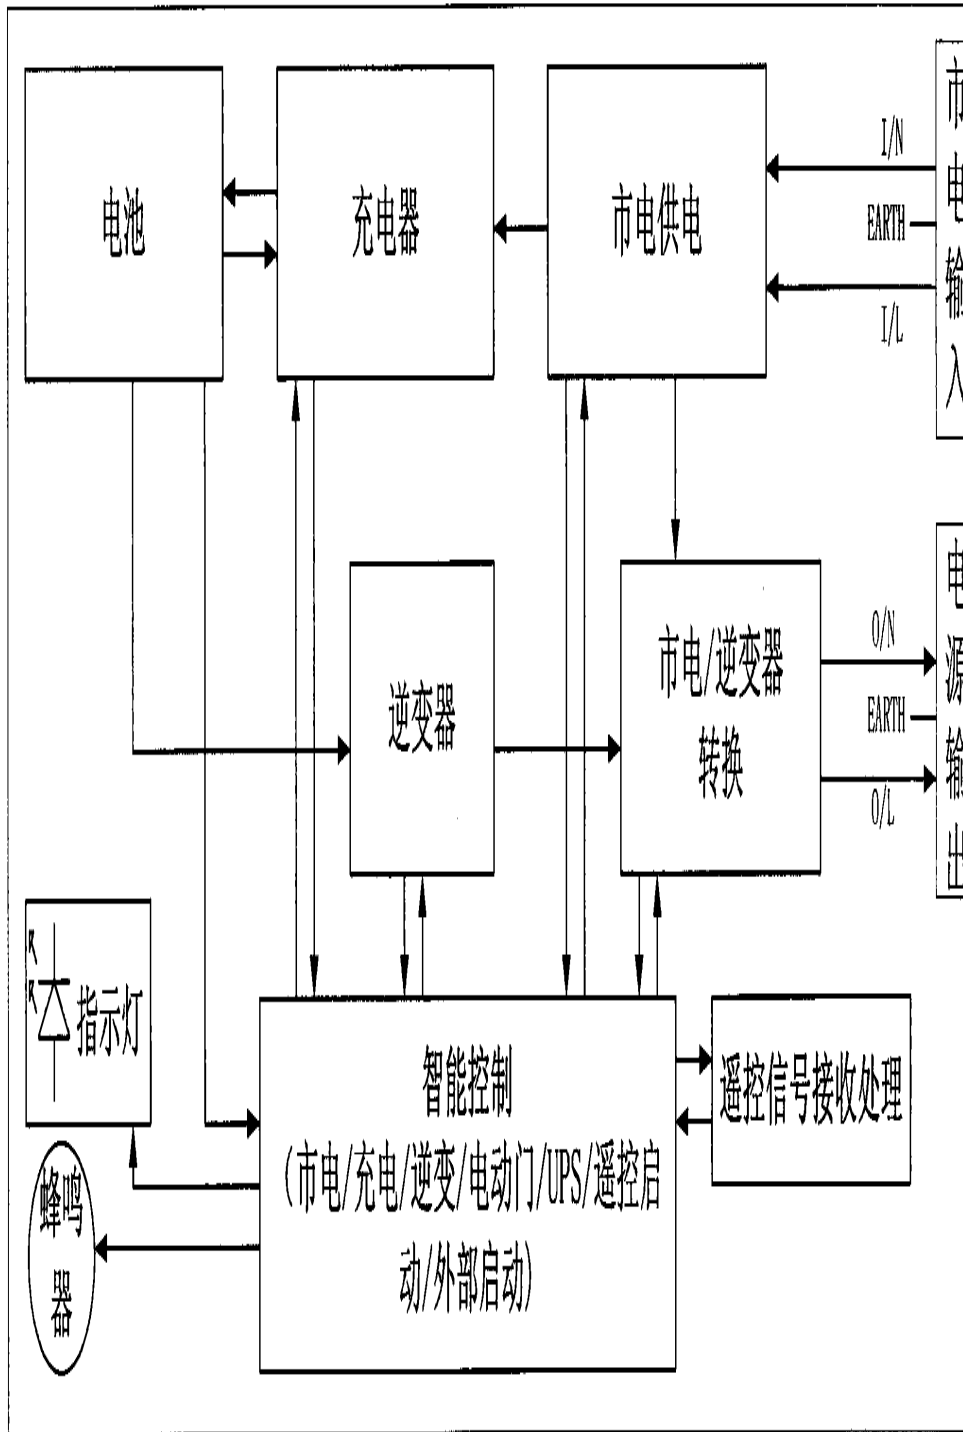 电池
充电器
市电供电
I/N
EARTH
I/L
市电输入
逆变器
市电/逆变器
转换
O/N
EARTH
O/L
电源输出
指示灯
蜂鸣
器
智能控制
(市电/充电/逆变/电动门/UPS/遥控启
动/外部启动)
遥控信号接收处理